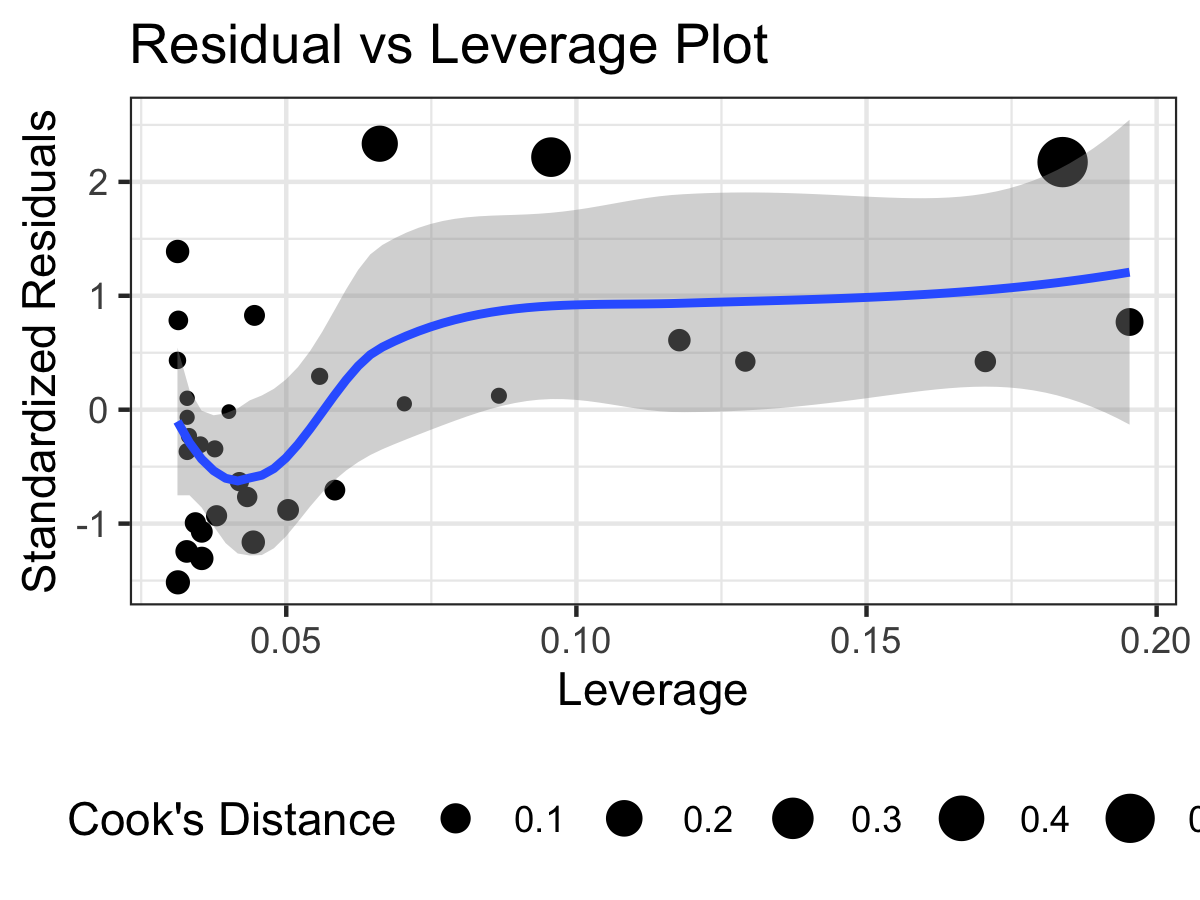 Residual vs Leverage Plot
Standardized Residuals
2
1
0
-1
0.05 0.10 0.15 0.20
Leverage
Cook's Distance 0.1 0.2 0.3 0.4